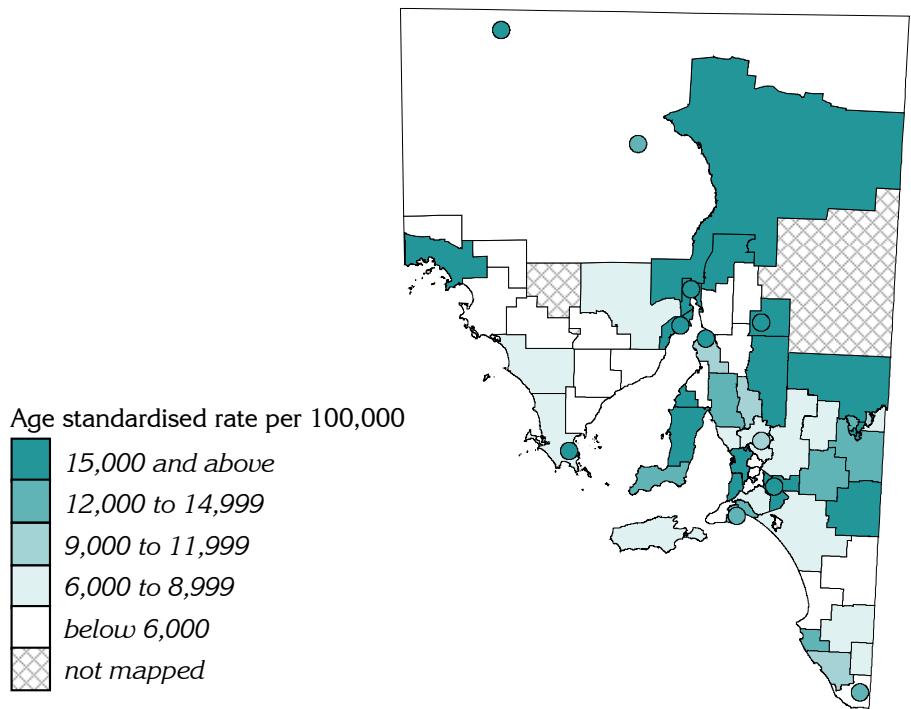 Age standardised rate per 100,000
15,000 and above
12,000 to 14,999
9,000 to 11,999
6,000 to 8,999
below 6,000
not mapped